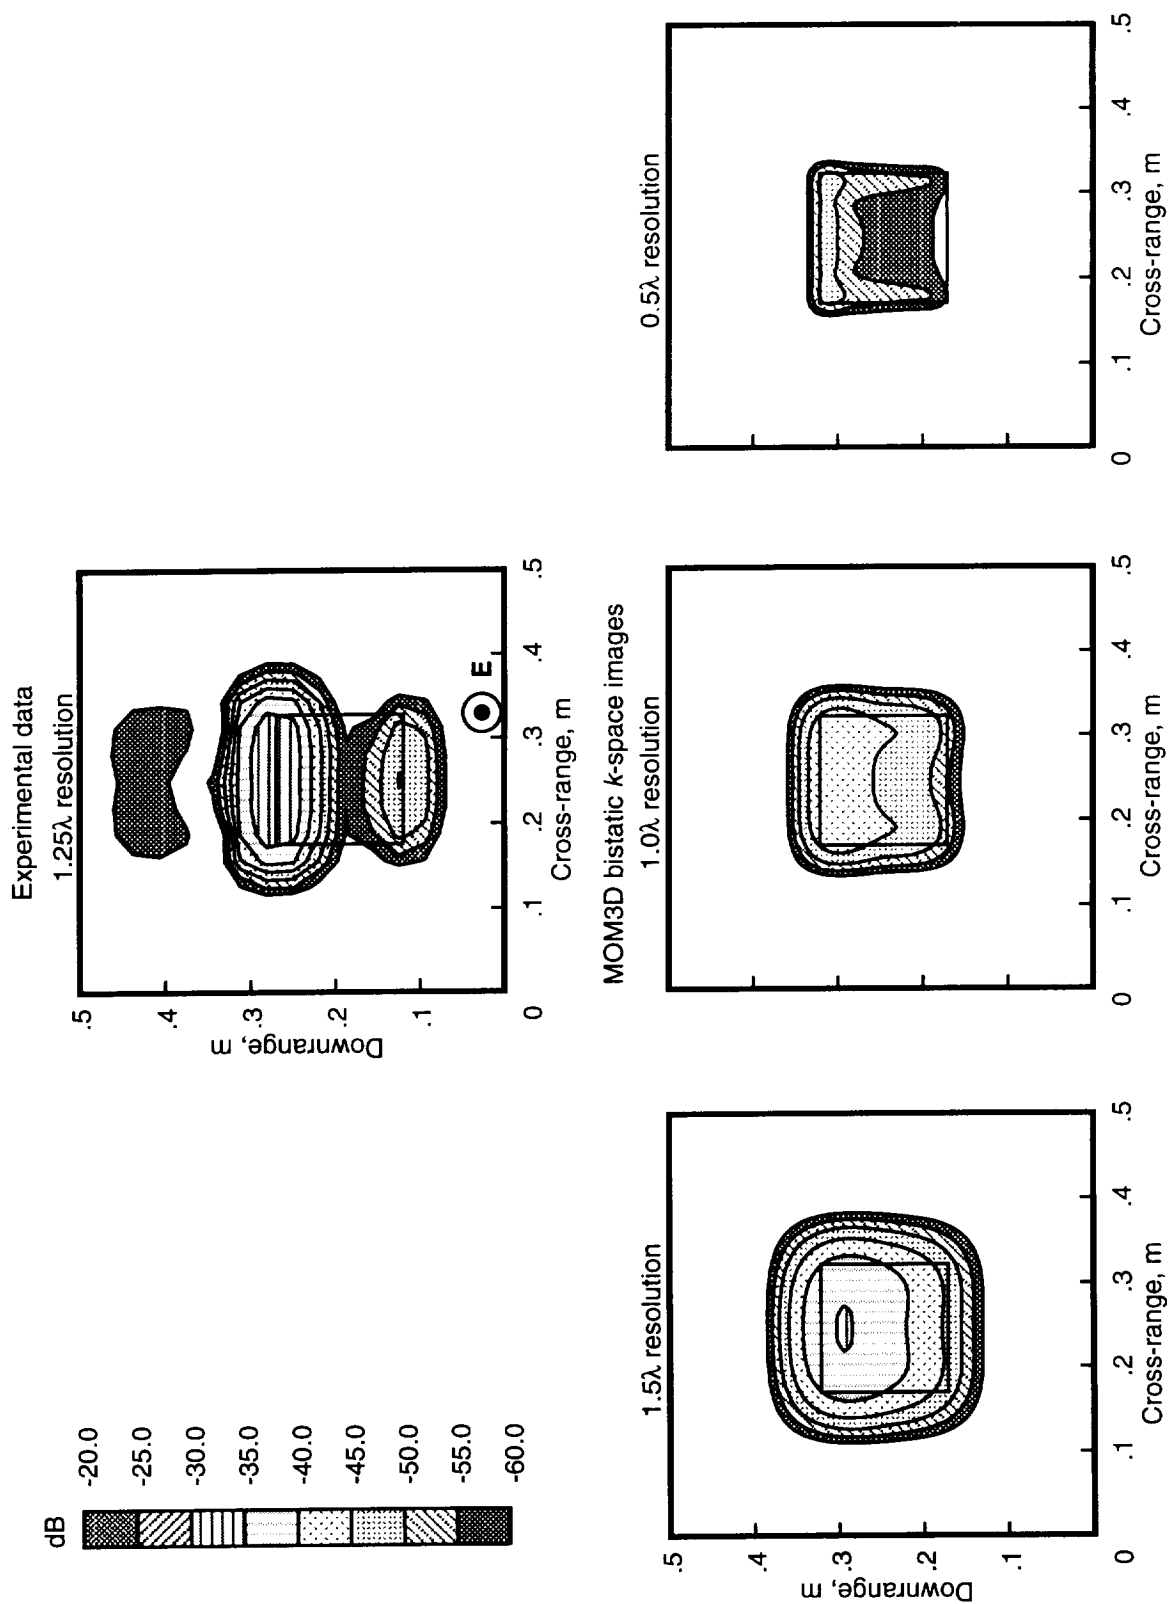 Experimental data
1.25λ resolution
dB
-20.0
-25.0
-30.0
-35.0
-40.0
-45.0
-50.0
-55.0
-60.0
.5
.4
.3
.2
.1
Downrange, m
0 .1 .2 .3 .4 .5
Cross-range, m
E
MOM3D bistatic k-space images
1.5λ resolution
.5
.4
.3
.2
.1
Downrange, m
0 .1 .2 .3 .4 .5
Cross-range, m
1.0λ resolution
0 .1 .2 .3 .4 .5
Cross-range, m
0.5λ resolution
0 .1 .2 .3 .4 .5
Cross-range, m